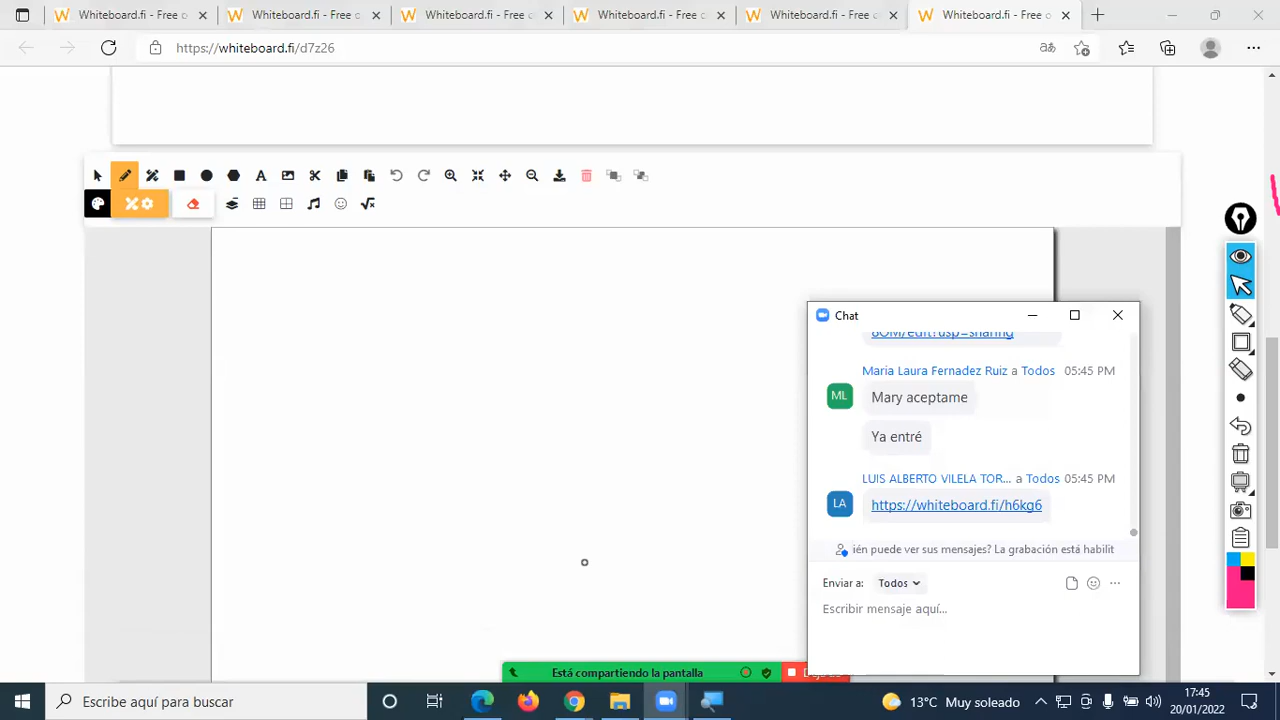 Whiteboard.fi - Free o
Whiteboard.fi - Free o
Whiteboard.fi - Free o
Whiteboard.fi - Free o
Whiteboard.fi - Free o
Whiteboard.fi - Free o
https://whiteboard.fi/d7z26
Chat
8OM/edit?usp=sharing
Maria Laura Fernadez Ruiz a Todos 05:45 PM
ML
Mary aceptame
Ya entré
LUIS ALBERTO VILELA TOR... a Todos 05:45 PM
LA
https://whiteboard.fi/h6kg6
ién puede ver sus mensajes? La grabación está habilit
Enviar a: Todos
Escribir mensaje aquí...
Está compartiendo la pantalla
Escribe aquí para buscar
13°C Muy soleado
17:45
20/01/2022